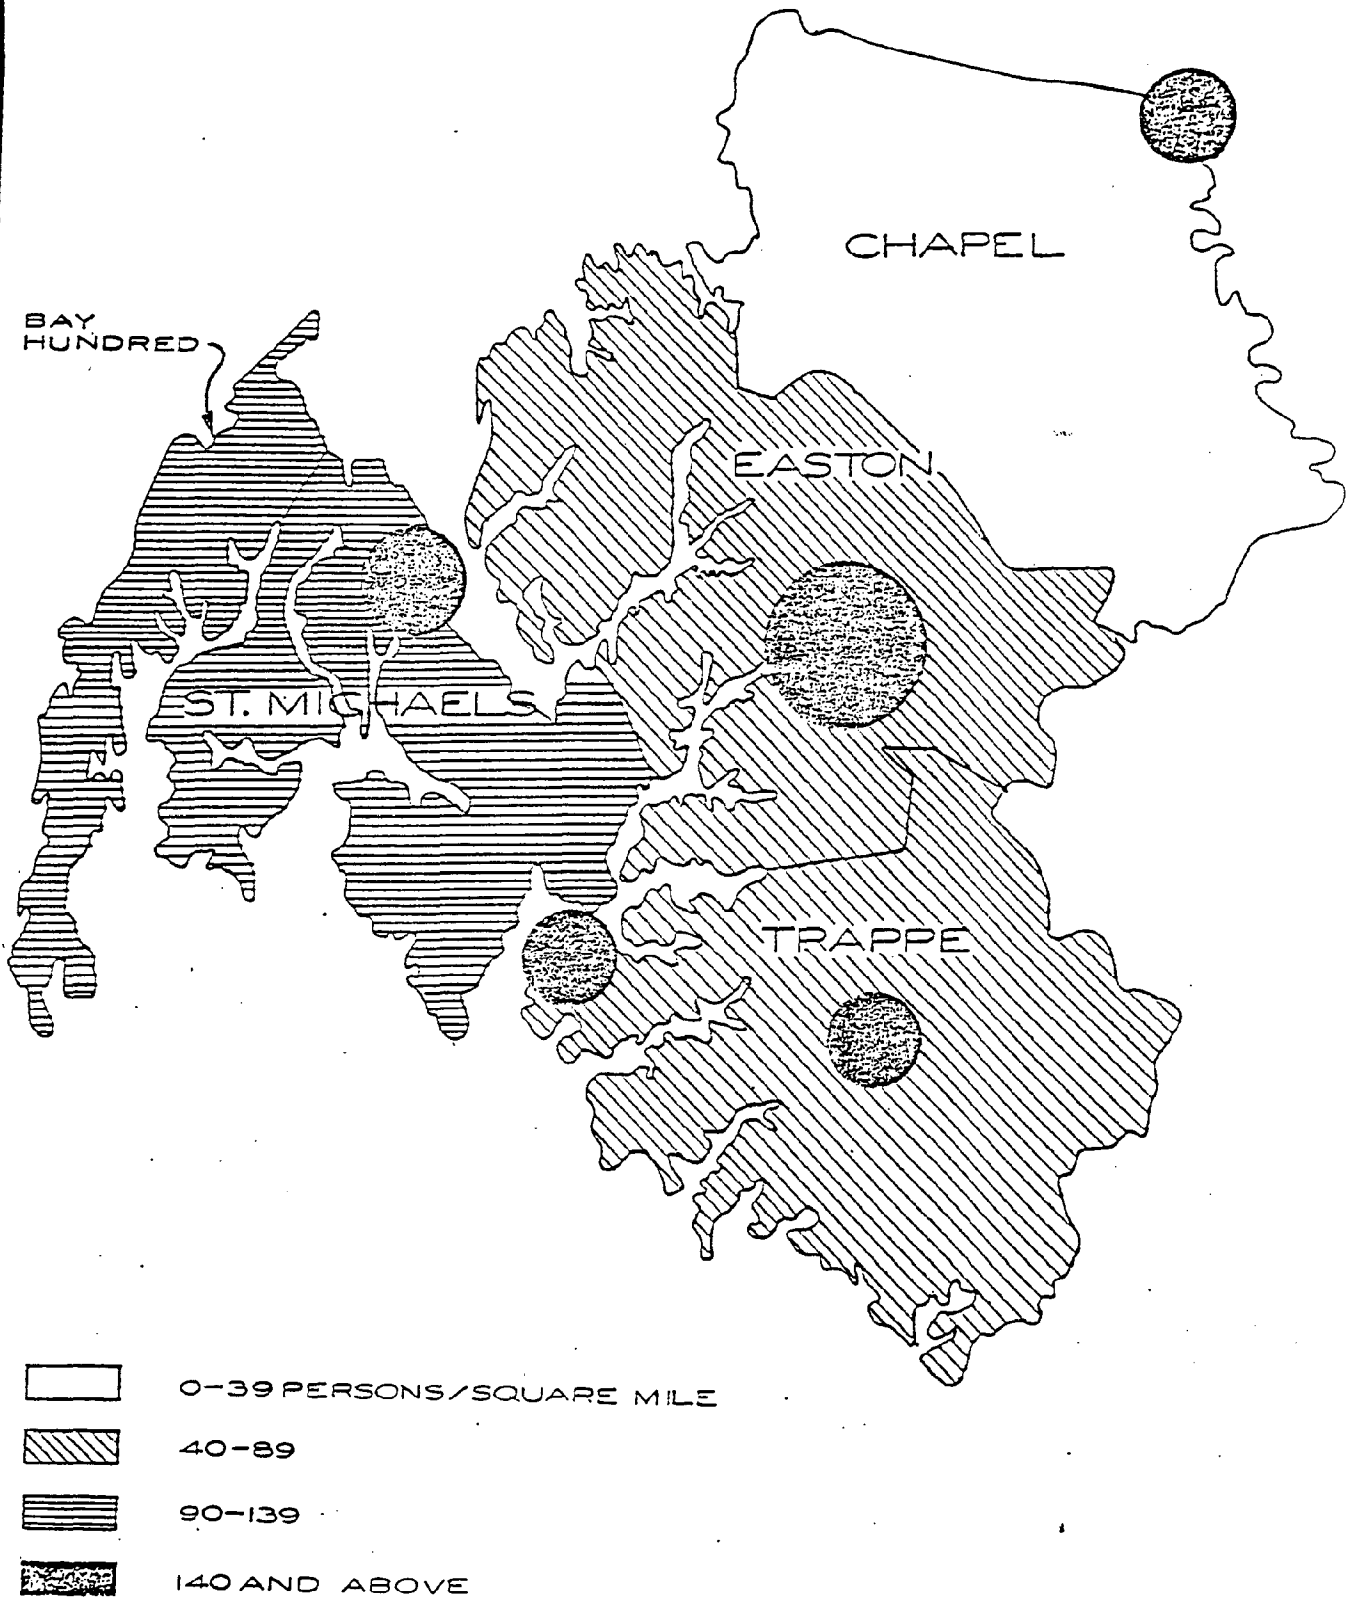 CHAPEL
BAY
HUNDRED
EASTON
ST. MICHAELS
TRAPPE
0-39 PERSONS/SQUARE MILE
40-89
90-139
140 AND ABOVE